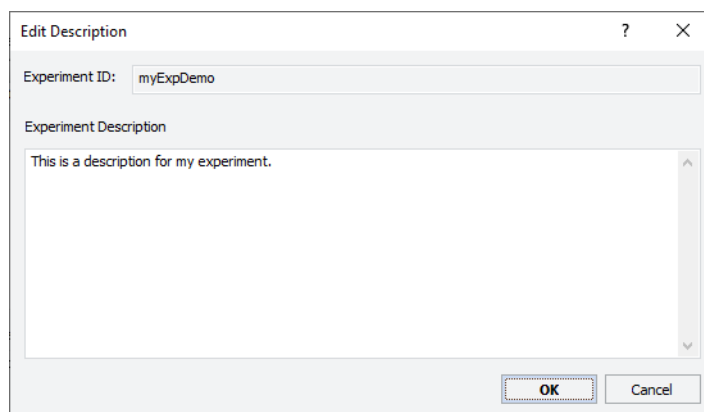 Edit Description
?
Experiment ID: myExpDemo
Experiment Description
This is a description for my experiment.
OK Cancel